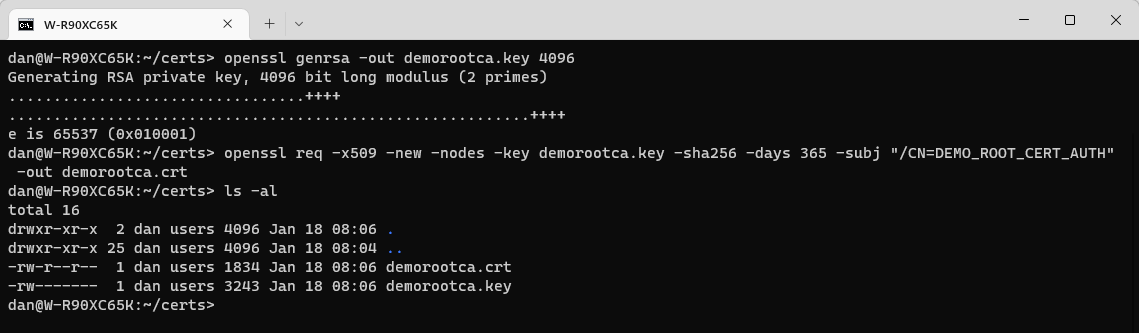 W-R90XC65K
dan@W-R90XC65K:~/certs> openssl genrsa -out demorootca.key 4096
Generating RSA private key, 4096 bit long modulus (2 primes)
.................................++++
..........................................................++++
e is 65537 (0x010001)
dan@W-R90XC65K:~/certs> openssl req -x509 -new -nodes -key demorootca.key -sha256 -days 365 -subj "/CN=DEMO_ROOT_CERT_AUTH"
 -out demorootca.crt
dan@W-R90XC65K:~/certs> ls -al
total 16
drwxr-xr-x  2 dan users 4096 Jan 18 08:06 .
drwxr-xr-x 25 dan users 4096 Jan 18 08:04 ..
-rw-r--r--  1 dan users 1834 Jan 18 08:06 demorootca.crt
-rw-------  1 dan users 3243 Jan 18 08:06 demorootca.key
dan@W-R90XC65K:~/certs>